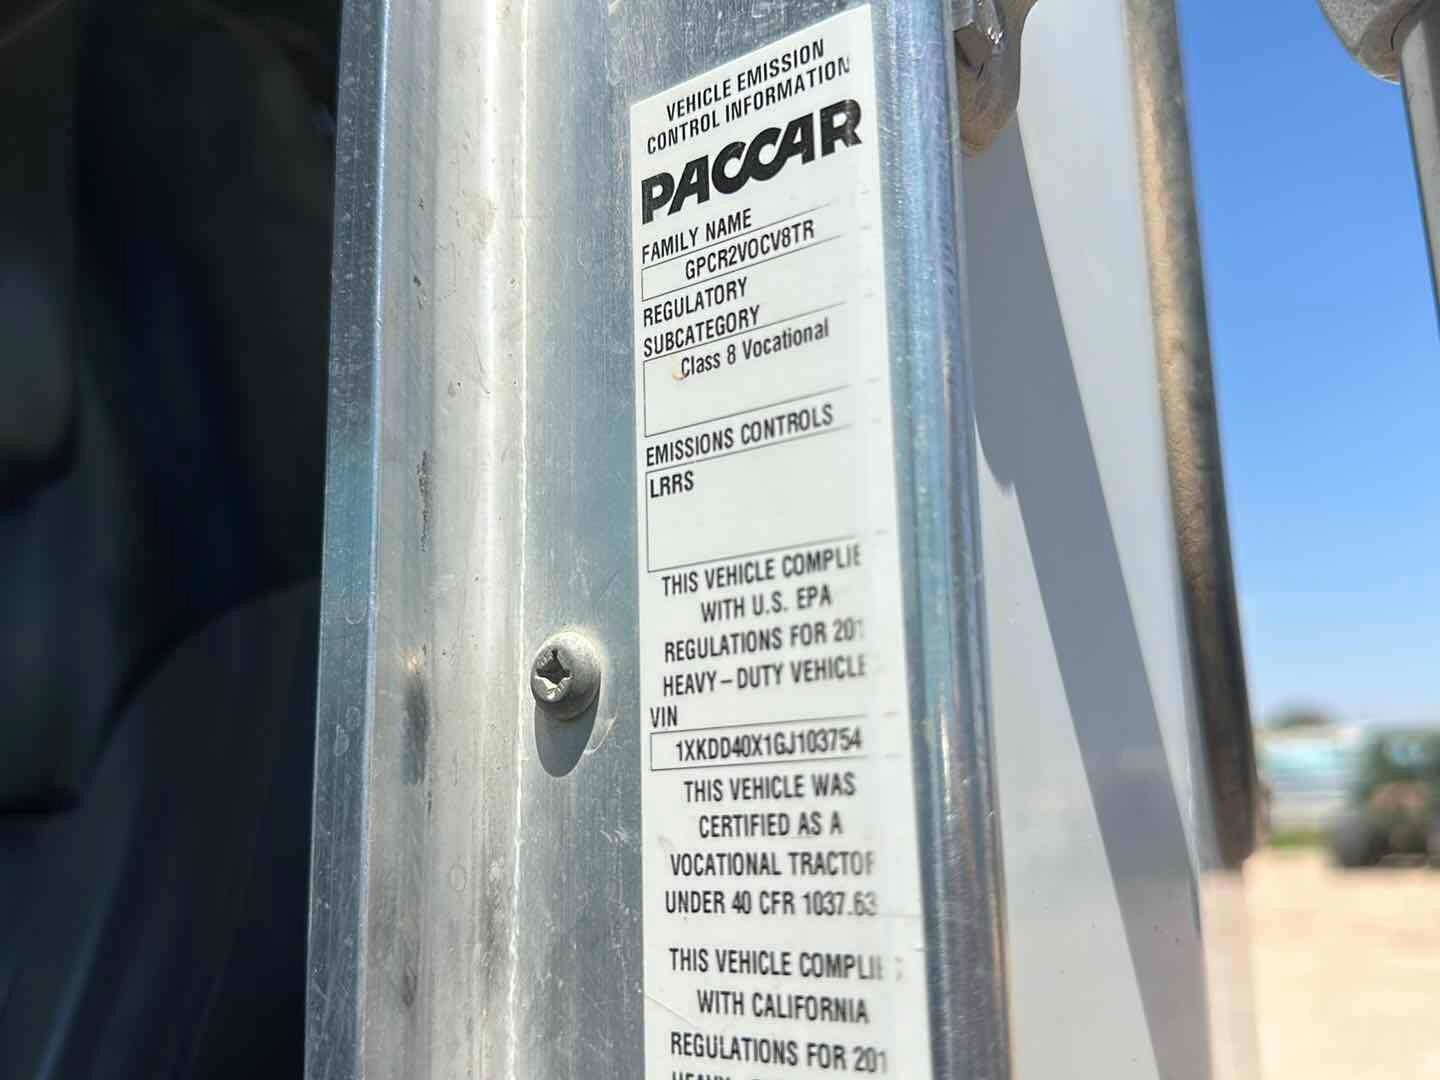 VEHICLE EMISSION
CONTROL INFORMATION
PACCAR
FAMILY NAME
GPCR2VOCV8TR
REGULATORY
SUBCATEGORY
Class 8 Vocational
EMISSIONS CONTROLS
LRRS
THIS VEHICLE COMPLIE
WITH U.S. EPA
REGULATIONS FOR 201
HEAVY-DUTY VEHICLE
VIN
1XKDD40X1GJ103754
THIS VEHICLE WAS
CERTIFIED AS A
VOCATIONAL TRACTOR
UNDER 40 CFR 1037.63
THIS VEHICLE COMPLIE
WITH CALIFORNIA
REGULATIONS FOR 201